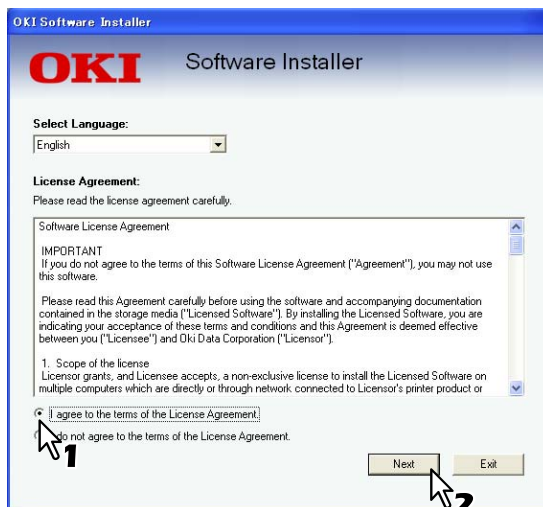 OKI Software Installer
OKI Software Installer
Select Language:
English
License Agreement:
Please read the license agreement carefully.
Software License Agreement
IMPORTANT
If you do not agree to the terms of this Software License Agreement ("Agreement"), you may not use
this software.
Please read this Agreement carefully before using the software and accompanying documentation
contained in the storage media ("Licensed Software"). By installing the Licensed Software, you are
indicating your acceptance of these terms and conditions and this Agreement is deemed effective
between you ("Licensee") and Oki Data Corporation ("Licensor").
1. Scope of the license
Licensor grants, and Licensee accepts, a non-exclusive license to install the Licensed Software on
multiple computers which are directly or through network connected to Licensor's printer product or
I agree to the terms of the License Agreement.
do not agree to the terms of the License Agreement.
1
Next Exit
2